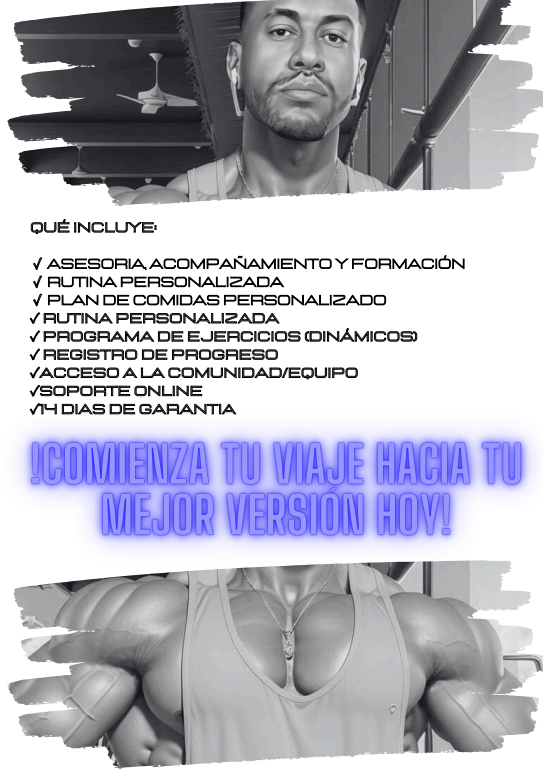 QUÉ INCLUYE:
√ ASESORIA, ACOMPAÑAMIENTO Y FORMACIÓN
√ RUTINA PERSONALIZADA
√ PLAN DE COMIDAS PERSONALIZADO
√ RUTINA PERSONALIZADA
√ PROGRAMA DE EJERCICIOS (DINÁMICOS)
√ REGISTRO DE PROGRESO
√ACCESO A LA COMUNIDAD/EQUIPO
√SOPORTE ONLINE
√14 DIAS DE GARANTIA
!COMIENZA TU VIAJE HACIA TU
MEJOR VERSIÓN HOY!